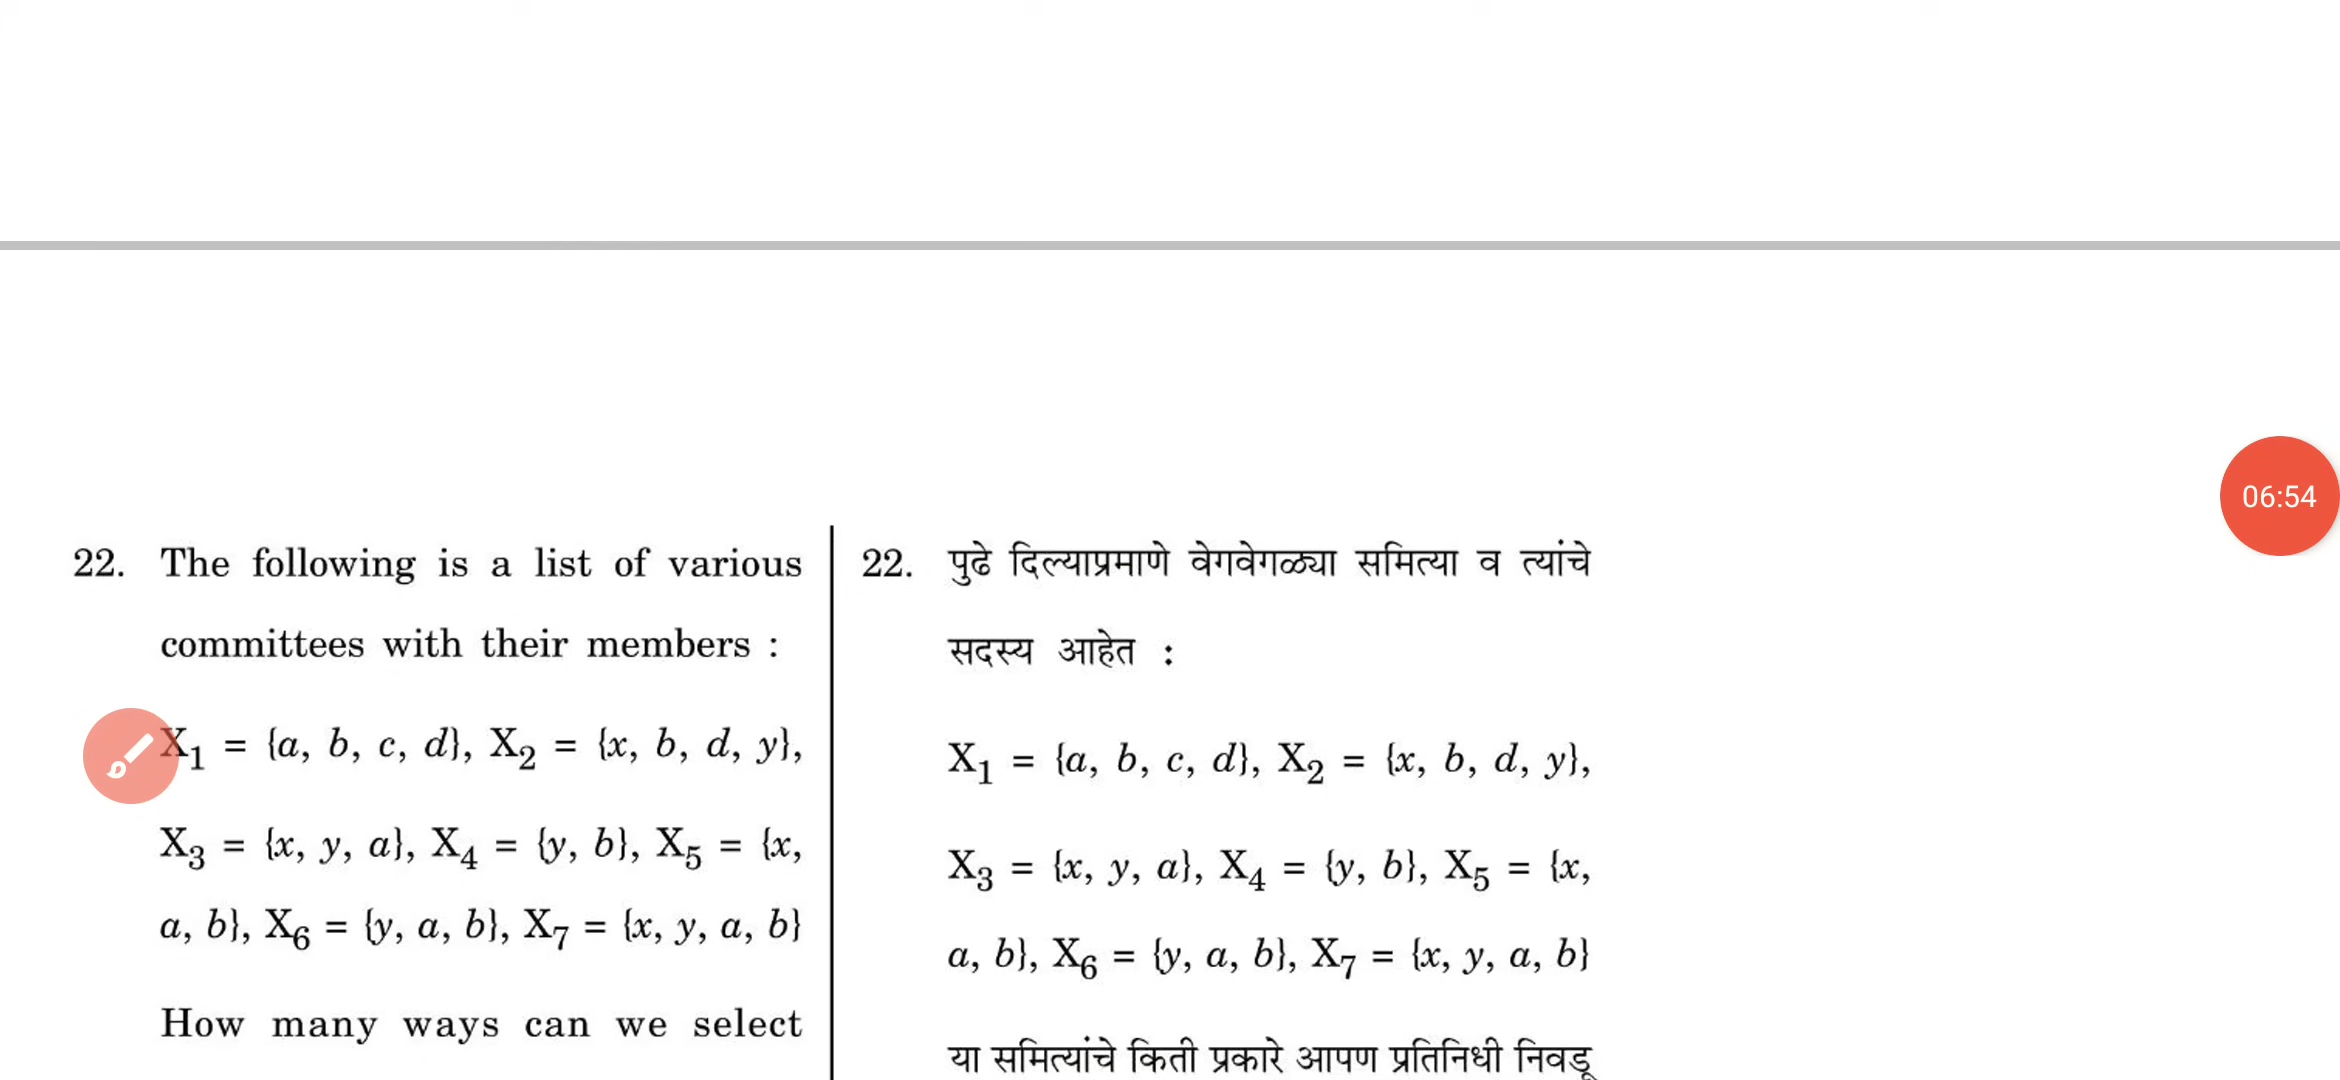 22. The following is a list of various
committees with their members :
X₁ = {a, b, c, d}, X₂ = {x, b, d, y},
X₃ = {x, y, a}, X₄ = {y, b}, X₅ = {x,
a, b}, X₆ = {y, a, b}, X₇ = {x, y, a, b}
How many ways can we select
22. पुढे दिल्याप्रमाणे वेगवेगळ्या समित्या व त्यांचे
सदस्य आहेत :
X₁ = {a, b, c, d}, X₂ = {x, b, d, y},
X₃ = {x, y, a}, X₄ = {y, b}, X₅ = {x,
a, b}, X₆ = {y, a, b}, X₇ = {x, y, a, b}
या समित्यांचे किती प्रकारे आपण प्रतिनिधी निवडू
06:54